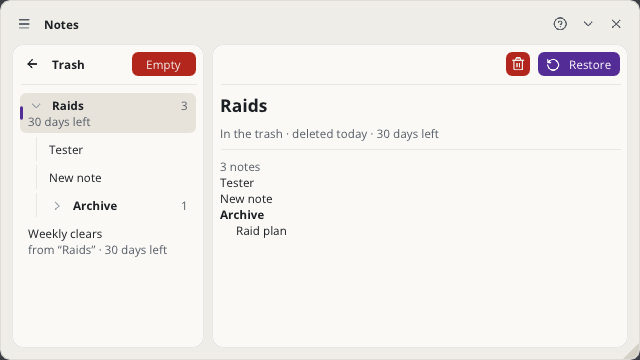 Notes
Trash
Empty
Restore
Raids 3
30 days left
Tester
New note
Archive 1
Weekly clears
from “Raids” · 30 days left
Raids
In the trash · deleted today · 30 days left
3 notes
Tester
New note
Archive
Raid plan